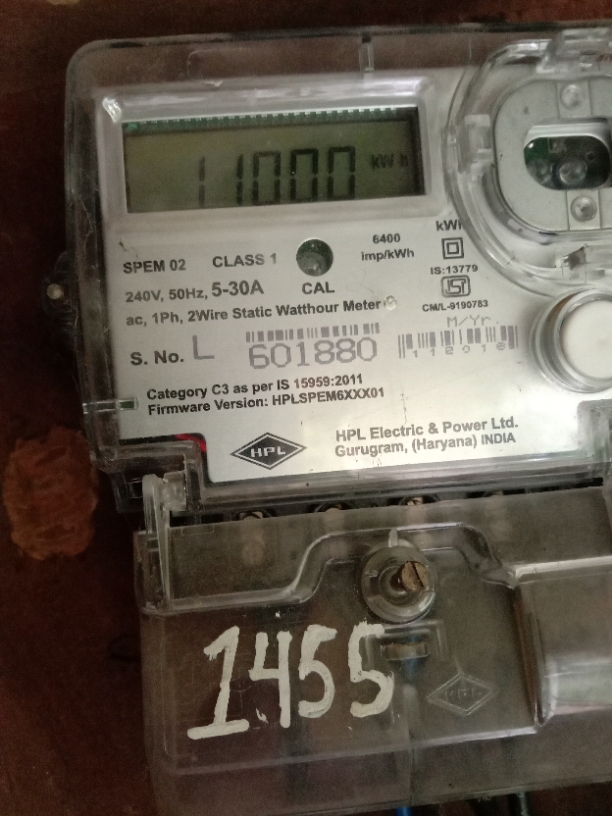 11000 kWh
SPEM 02 CLASS 1
6400
imp/kWh
IS:13779
240V, 50Hz, 5-30A CAL
CM/L-9190783
ac, 1Ph, 2Wire Static Watthour Meter
M/Yr.
S. No. L 601880
112018
Category C3 as per IS 15959:2011
Firmware Version: HPLSPEM6XXX01
HPL
HPL Electric & Power Ltd.
Gurugram, (Haryana) INDIA
1455
HPL